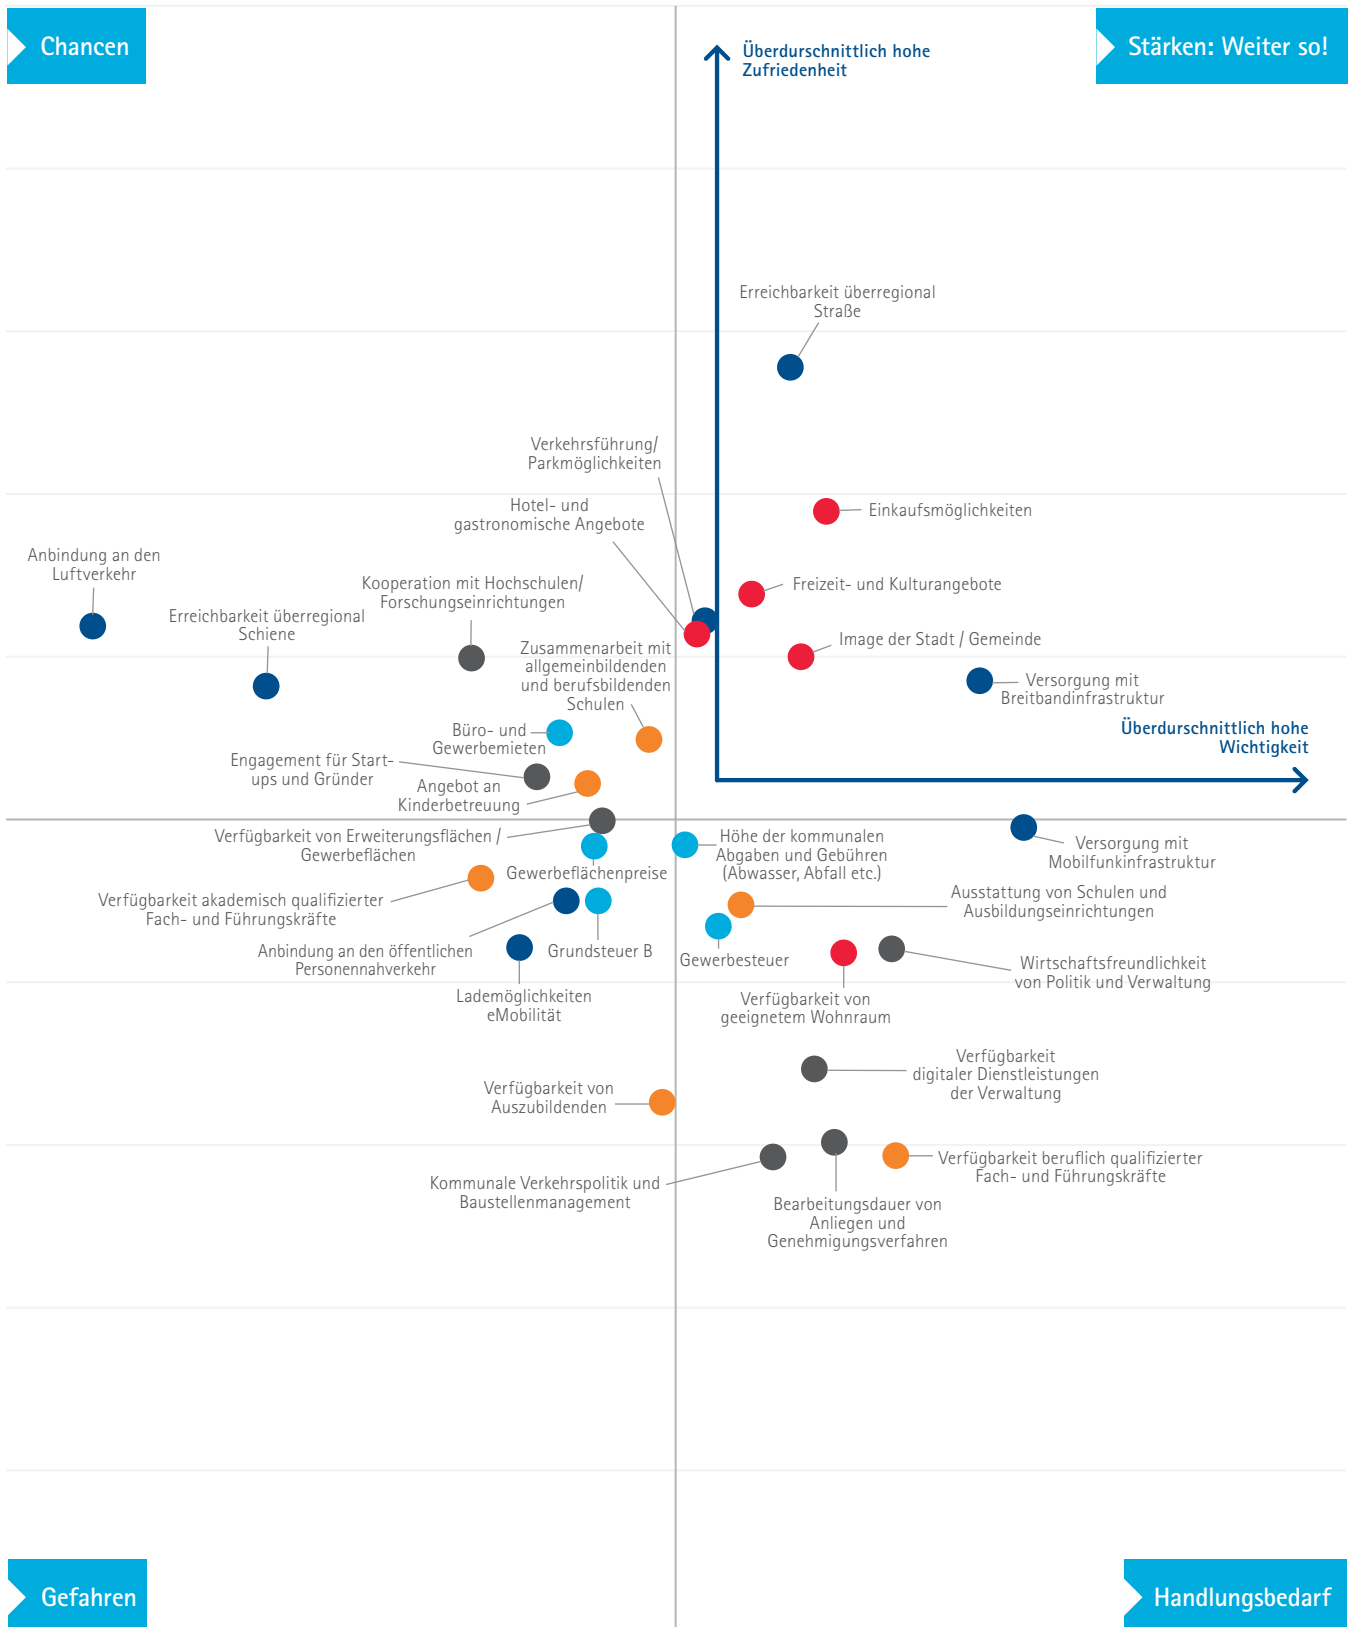 Chancen
Stärken: Weiter so!
Überdurschnittlich hohe
Zufriedenheit
Erreichbarkeit überregional
Straße
Verkehrsführung/
Parkmöglichkeiten
Hotel- und
gastronomische Angebote
Einkaufsmöglichkeiten
Anbindung an den
Luftverkehr
Kooperation mit Hochschulen/
Forschungseinrichtungen
Freizeit- und Kulturangebote
Erreichbarkeit überregional
Schiene
Zusammenarbeit mit
allgemeinbildenden
und berufsbildenden
Schulen
Image der Stadt / Gemeinde
Versorgung mit
Breitbandinfrastruktur
Büro- und
Gewerbemieten
Überdurschnittlich hohe
Wichtigkeit
Engagement für Start-
ups und Gründer
Angebot an
Kinderbetreuung
Verfügbarkeit von Erweiterungsflächen /
Gewerbeflächen
Gewerbeflächenpreise
Höhe der kommunalen
Abgaben und Gebühren
(Abwasser, Abfall etc.)
Versorgung mit
Mobilfunkinfrastruktur
Verfügbarkeit akademisch qualifizierter
Fach- und Führungskräfte
Ausstattung von Schulen und
Ausbildungseinrichtungen
Anbindung an den öffentlichen
Personennahverkehr
Grundsteuer B
Gewerbesteuer
Wirtschaftsfreundlichkeit
von Politik und Verwaltung
Lademöglichkeiten
eMobilität
Verfügbarkeit von
geeignetem Wohnraum
Verfügbarkeit
digitaler Dienstleistungen
der Verwaltung
Verfügbarkeit von
Auszubildenden
Verfügbarkeit beruflich qualifizierter
Fach- und Führungskräfte
Kommunale Verkehrspolitik und
Baustellenmanagement
Bearbeitungsdauer von
Anliegen und
Genehmigungsverfahren
Gefahren
Handlungsbedarf